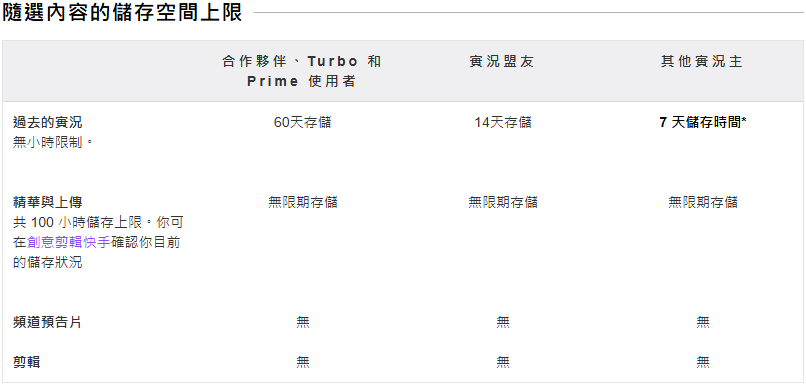 隨選內容的儲存空間上限
合作夥伴、Turbo 和
Prime 使用者
實況盟友
其他實況主
過去的實況
無小時限制。
60天存儲
14天存儲
7 天儲存時間*
精華與上傳
共 100 小時儲存上限。你可
在創意剪輯快手確認你目前
的儲存狀況
無限期存儲
無限期存儲
無限期存儲
頻道預告片
無
無
無
剪輯
無
無
無